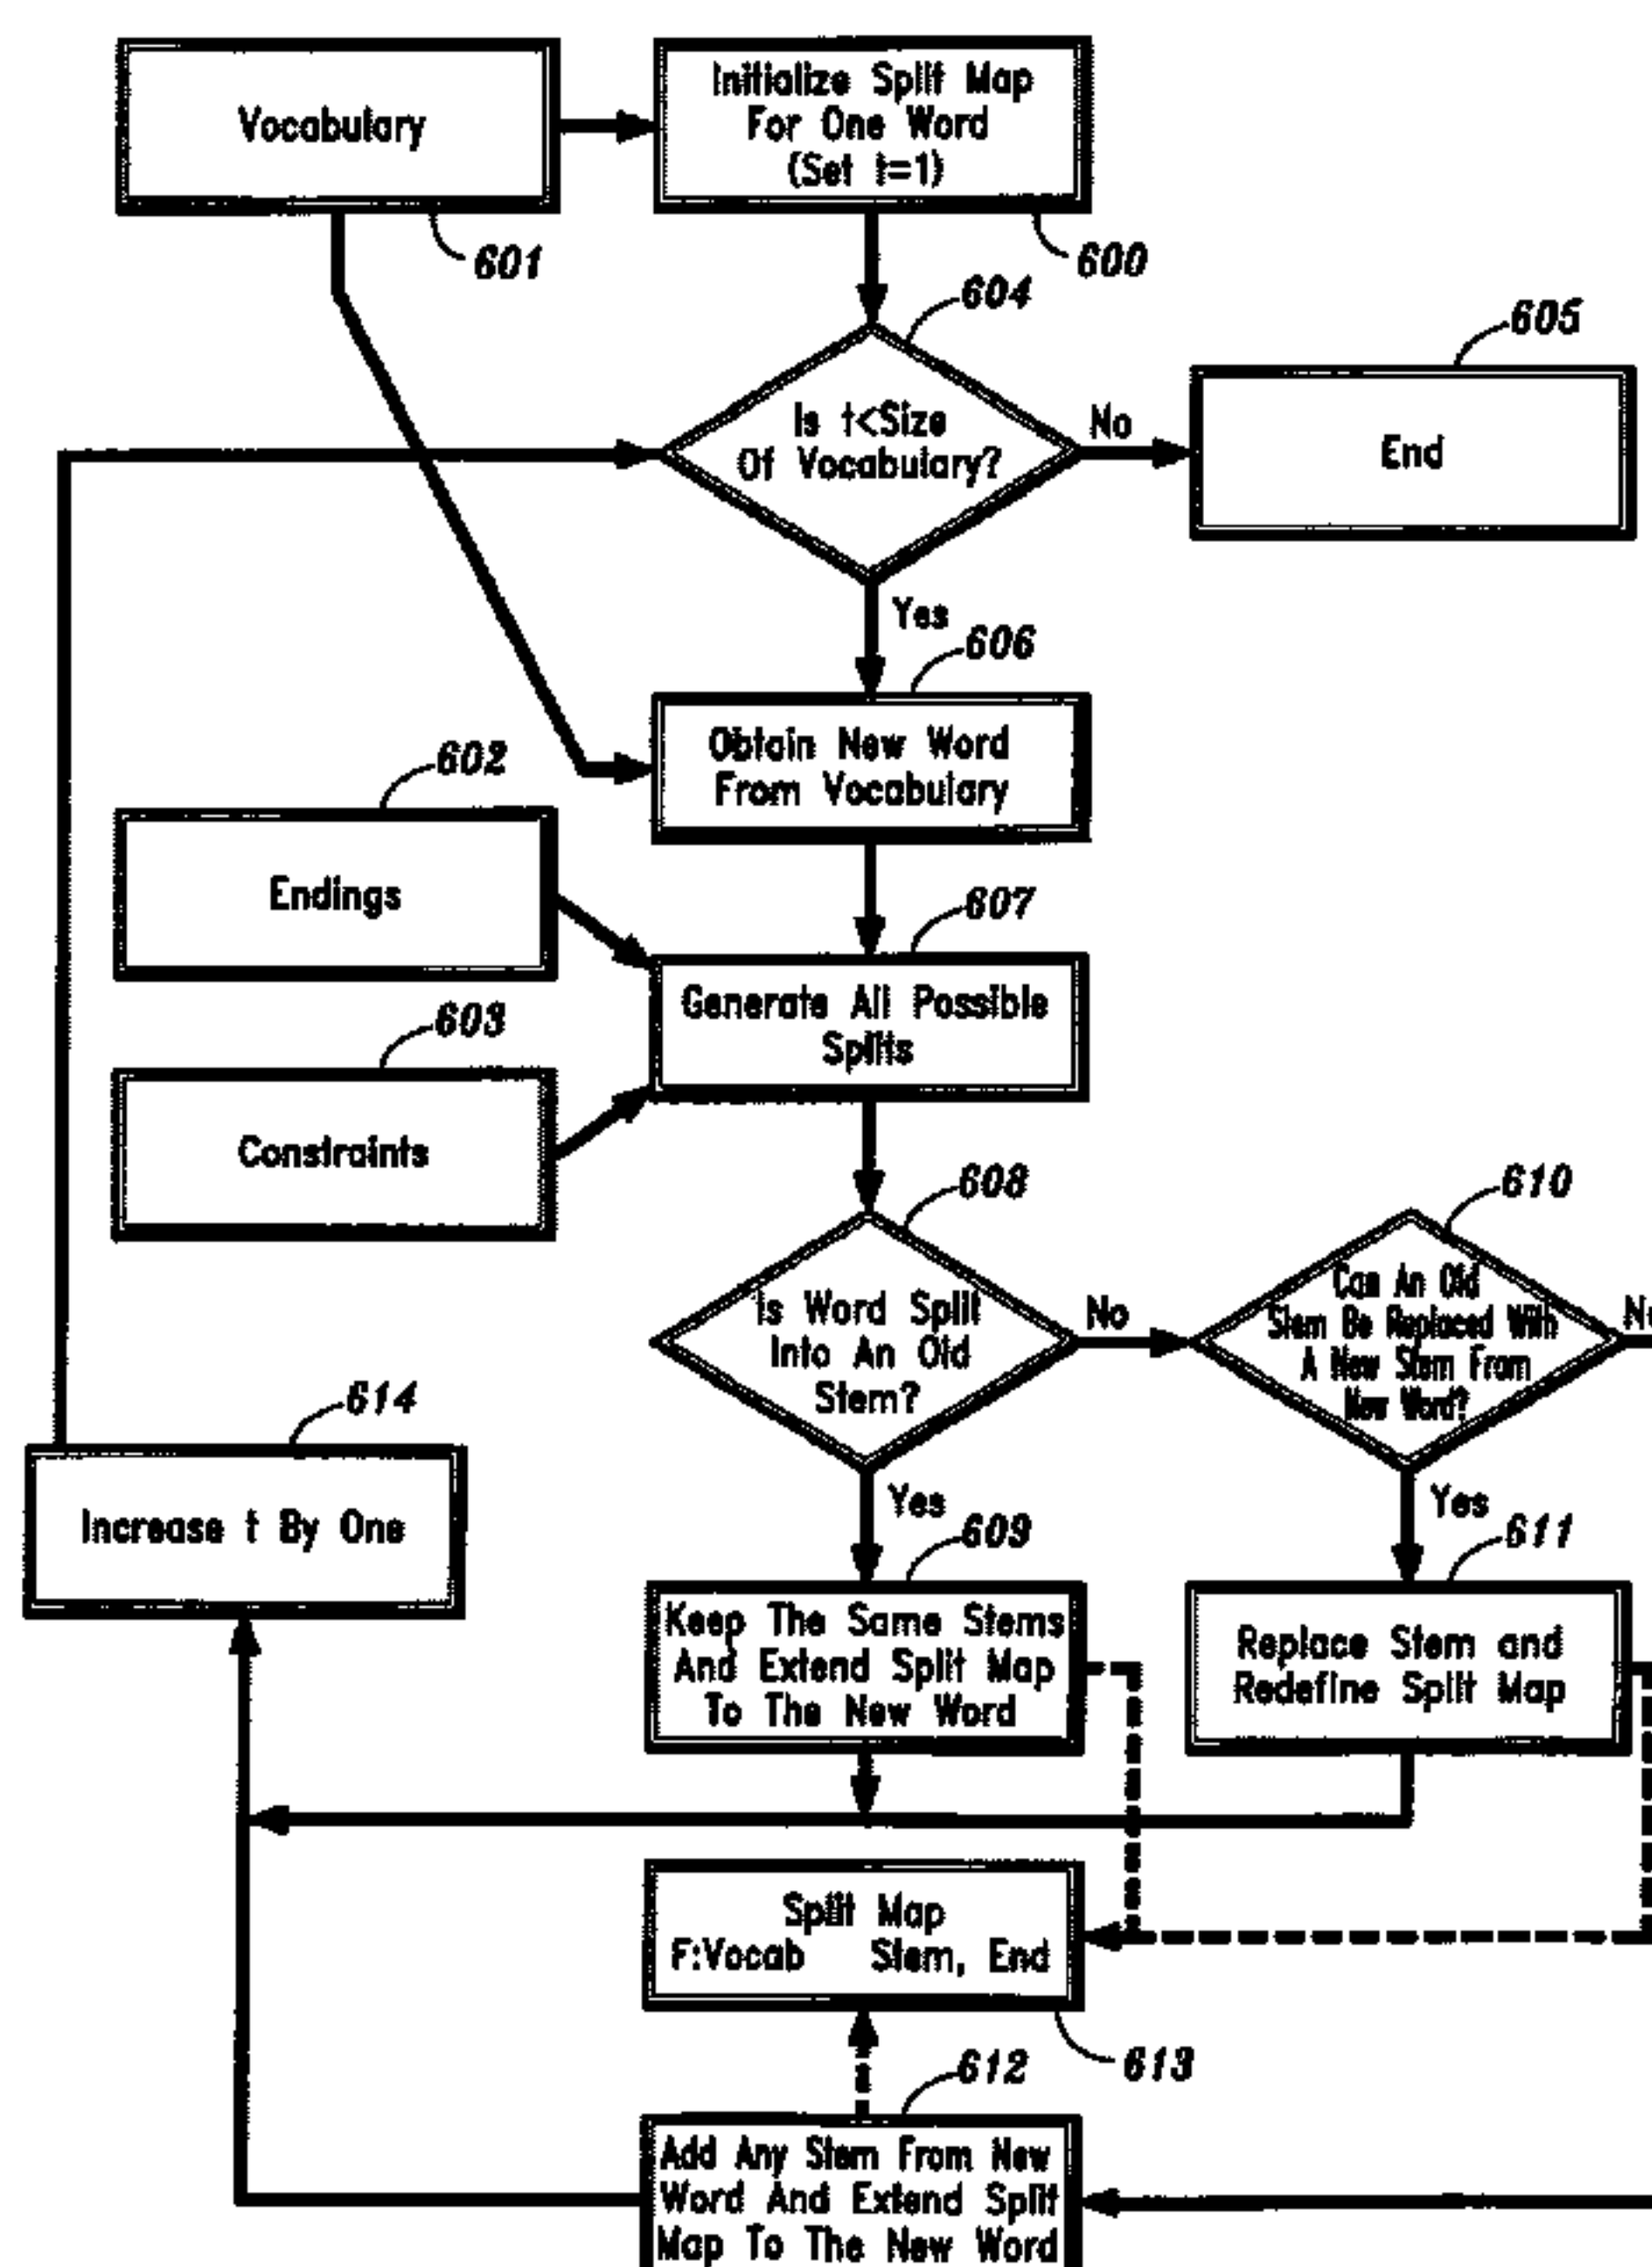 Vocabulary
601
Initialize Split Map
For One Word
(Set t=1)
600
604
Is t<Size
Of Vocabulary?
No
605
End
Yes
606
Obtain New Word
From Vocabulary
602
Endings
607
Generate All Possible
Splits
603
Constraints
608
Is Word Split
Into An Old
Stem?
No
610
Can An Old
Stem Be Replaced With
A New Stem From
New Word?
614
Increase t By One
Yes
609
Keep The Same Stems
And Extend Split Map
To The New Word
Yes
611
Replace Stem and
Redefine Split Map
Split Map
F:Vocab Stem, End
613
612
Add Any Stem From New
Word And Extend Split
Map To The New Word